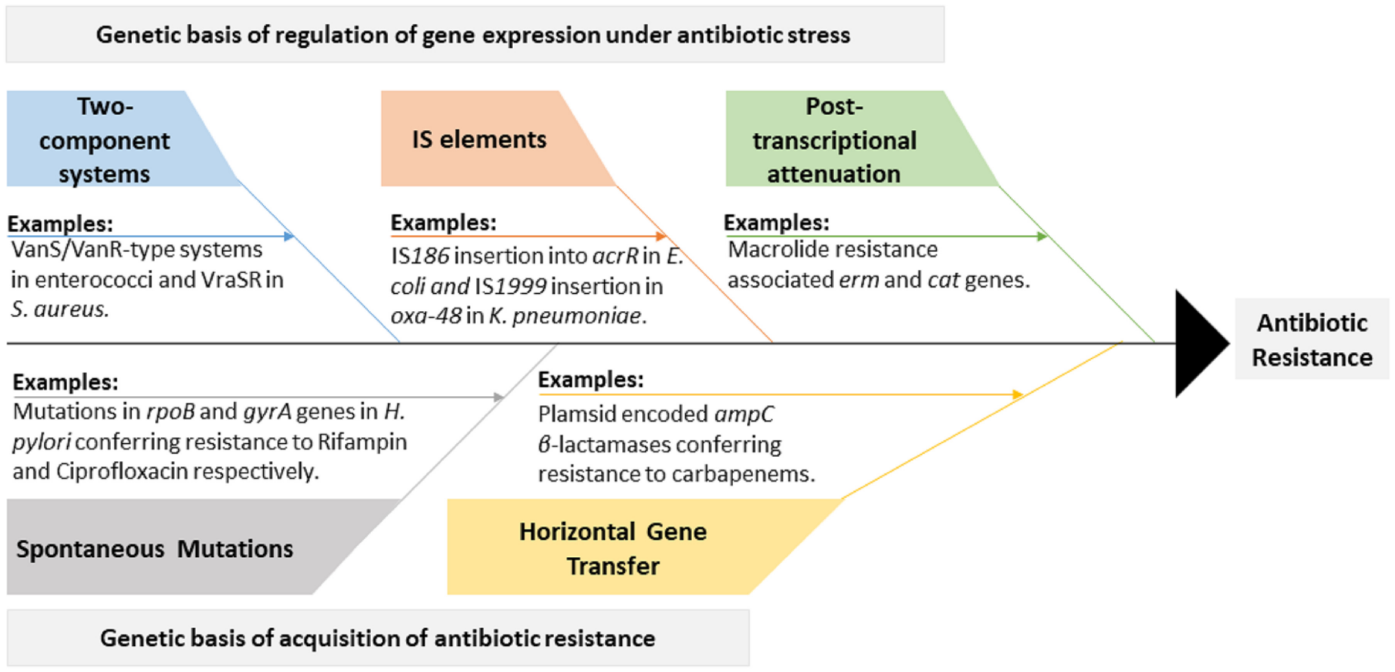 Genetic basis of regulation of gene expression under antibiotic stress
Two-
component
systems
IS elements
Post-
transcriptional
attenuation
Examples:
VanS/VanR-type systems
in enterococci and VraSR in
S. aureus.
Examples:
IS186 insertion into acrR in E.
coli and IS1999 insertion in
oxa-48 in K. pneumoniae.
Examples:
Macrolide resistance
associated erm and cat genes.
Antibiotic
Resistance
Examples:
Mutations in rpoB and gyrA genes in H.
pylori conferring resistance to Rifampin
and Ciprofloxacin respectively.
Examples:
Plamsid encoded ampC
β-lactamases conferring
resistance to carbapenems.
Spontaneous Mutations
Horizontal Gene
Transfer
Genetic basis of acquisition of antibiotic resistance